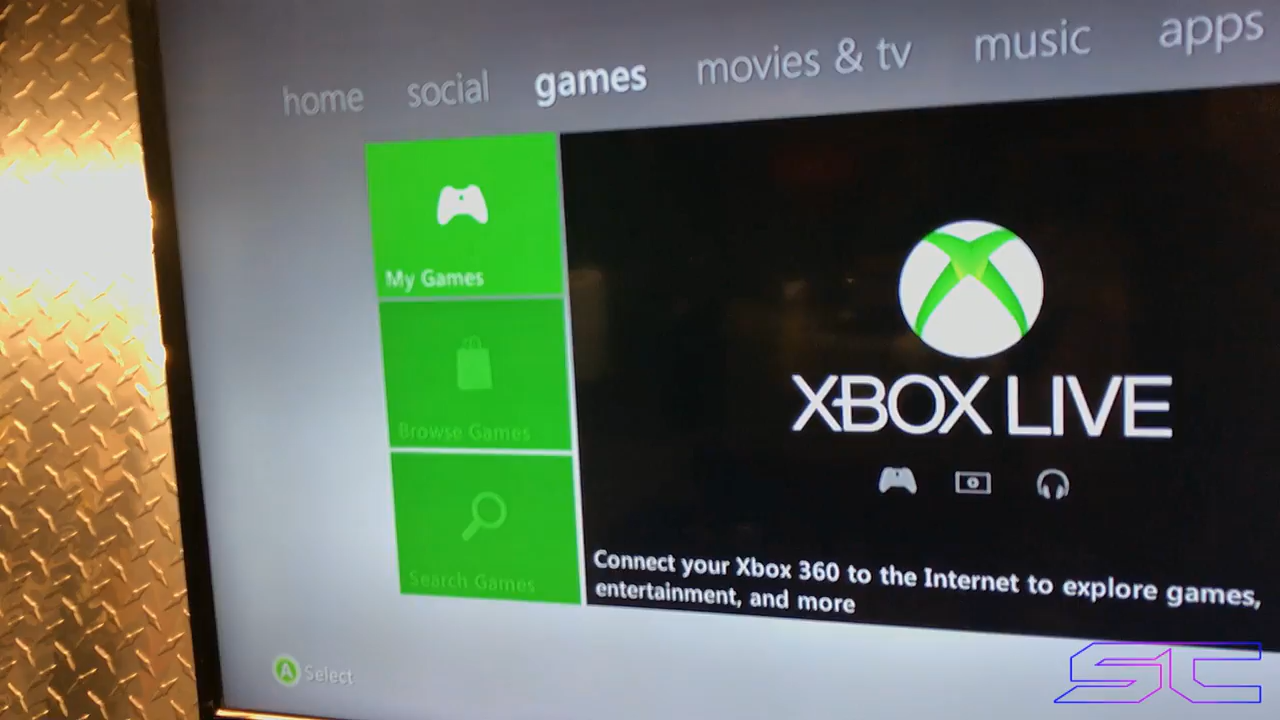 home social games movies & tv music apps
My Games
Browse Games
Search Games
XBOX LIVE
Connect your Xbox 360 to the Internet to explore games,
entertainment, and more
A Select
SC